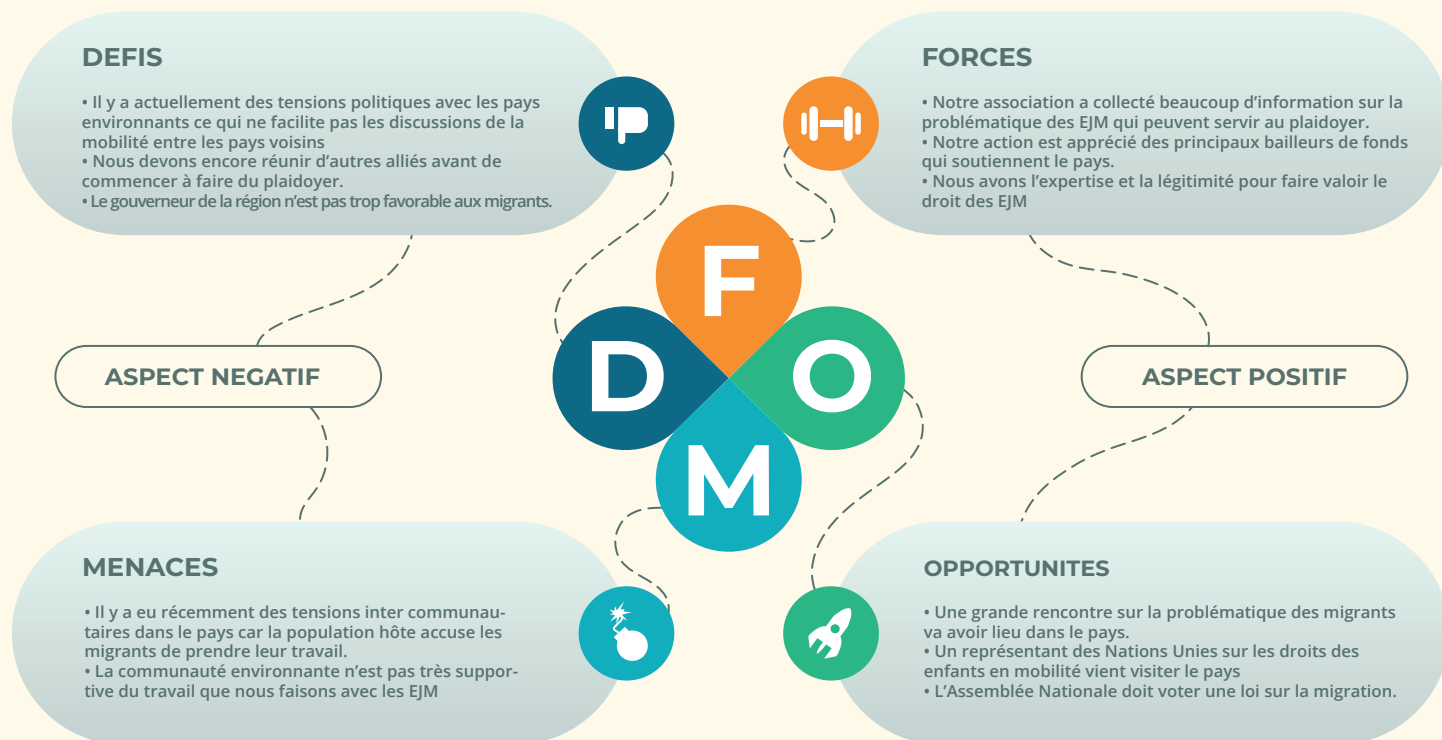 DEFIS
• Il y a actuellement des tensions politiques avec les pays
environnants ce qui ne facilite pas les discussions de la
mobilité entre les pays voisins
• Nous devons encore réunir d’autres alliés avant de
commencer à faire du plaidoyer.
• Le gouverneur de la région n’est pas trop favorable aux migrants.
FORCES
• Notre association a collecté beaucoup d’information sur la
problématique des EJM qui peuvent servir au plaidoyer.
• Notre action est apprécié des principaux bailleurs de fonds
qui soutiennent le pays.
• Nous avons l’expertise et la légitimité pour faire valoir le
droit des EJM
F
D
O
M
ASPECT NEGATIF
ASPECT POSITIF
MENACES
• Il y a eu récemment des tensions inter communau-
taires dans le pays car la population hôte accuse les
migrants de prendre leur travail.
• La communauté environnante n’est pas très suppor-
tive du travail que nous faisons avec les EJM
OPPORTUNITES
• Une grande rencontre sur la problématique des migrants
va avoir lieu dans le pays.
• Un représentant des Nations Unies sur les droits des
enfants en mobilité vient visiter le pays
• L’Assemblée Nationale doit voter une loi sur la migration.